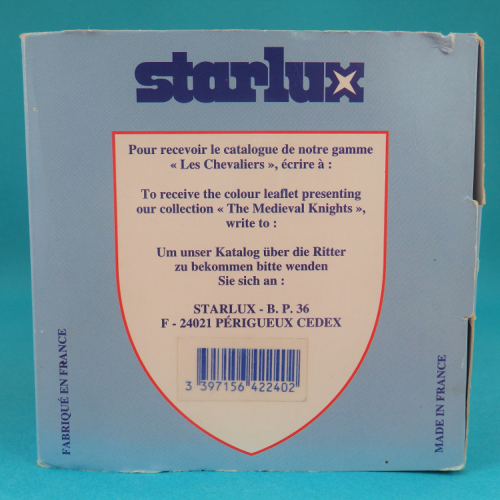 starlux
Pour recevoir le catalogue de notre gamme
« Les Chevaliers », écrire à :
To receive the colour leaflet presenting
our collection « The Medieval Knights »,
write to :
Um unser Katalog über die Ritter
zu bekommen bitte wenden
Sie sich an :
STARLUX - B. P. 36
F - 24021 PÉRIGUEUX CEDEX
3 397156 422402
FABRIQUÉ EN FRANCE
MADE IN FRANCE